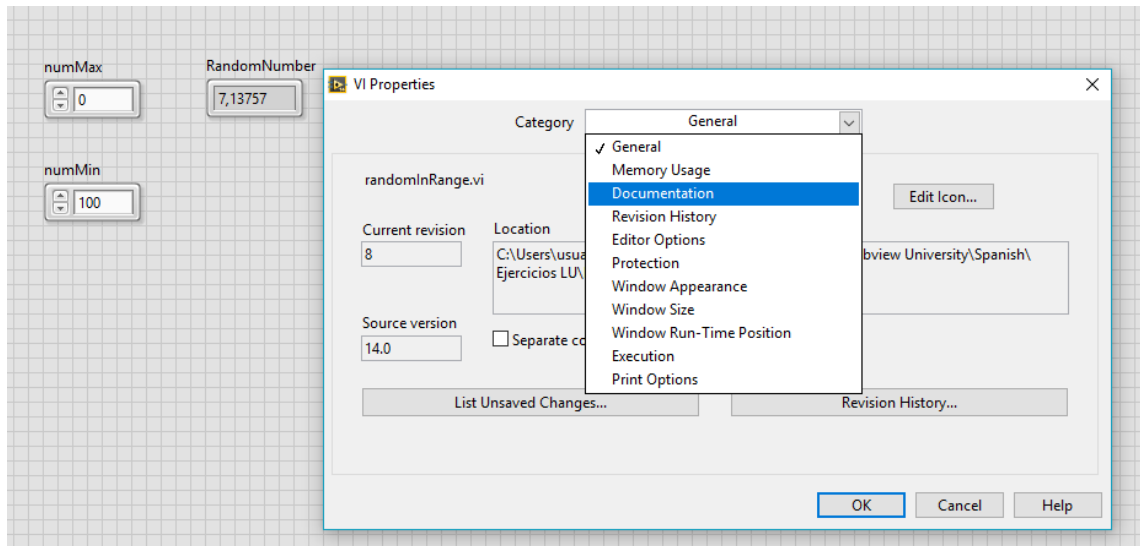 numMax
0
RandomNumber
7,13757
numMin
100
VI Properties
Category
General
General
Memory Usage
Documentation
Revision History
Editor Options
Protection
Window Appearance
Window Size
Window Run-Time Position
Execution
Print Options
randomInRange.vi
Edit Icon...
Current revision
8
Location
C:\Users\usua
bview University\Spanish\
Ejercicios LU\
Source version
14.0
Separate co
List Unsaved Changes...
Revision History...
OK
Cancel
Help